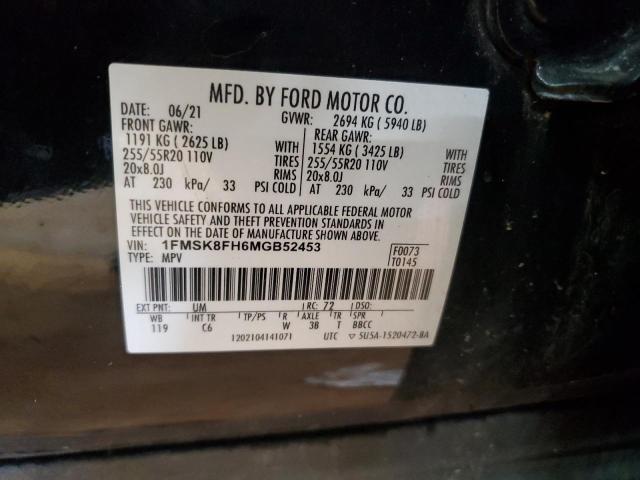 MFD. BY FORD MOTOR CO.
DATE: 06/21 GVWR: 2694 KG ( 5940 LB)
FRONT GAWR: REAR GAWR:
1191 KG ( 2625 LB) WITH 1554 KG ( 3425 LB) WITH
255/55R20 110V TIRES 255/55R20 110V TIRES
20x8.0J RIMS 20x8.0J RIMS
AT 230 kPa/ 33 PSI COLD AT 230 kPa/ 33 PSI COLD
THIS VEHICLE CONFORMS TO ALL APPLICABLE FEDERAL MOTOR
VEHICLE SAFETY AND THEFT PREVENTION STANDARDS IN
EFFECT ON THE DATE OF MANUFACTURE SHOWN ABOVE.
VIN: 1FMSK8FH6MGB52453 F0073
TYPE: MPV T0145
EXT PNT: UM RC: 72 DSO:
WB INT TR TP/PS R AXLE TR SPR
119 C6 W 3B T BBCC
1202104141071 UTC ▽ 5U5A-1520472-BA